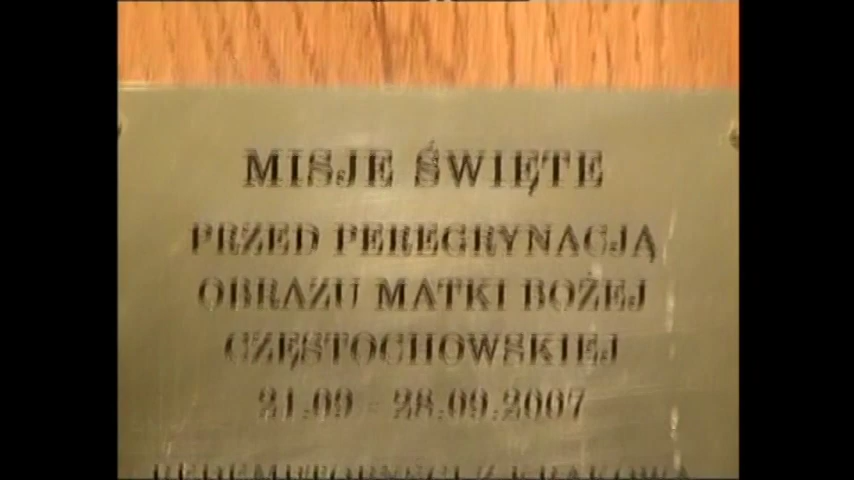 MISJE ŚWIĘTE
PRZED PEREGRYNACJĄ
OBRAZU MATKI BOŻEJ
CZĘSTOCHOWSKIEJ
21.09 - 28.09.2007